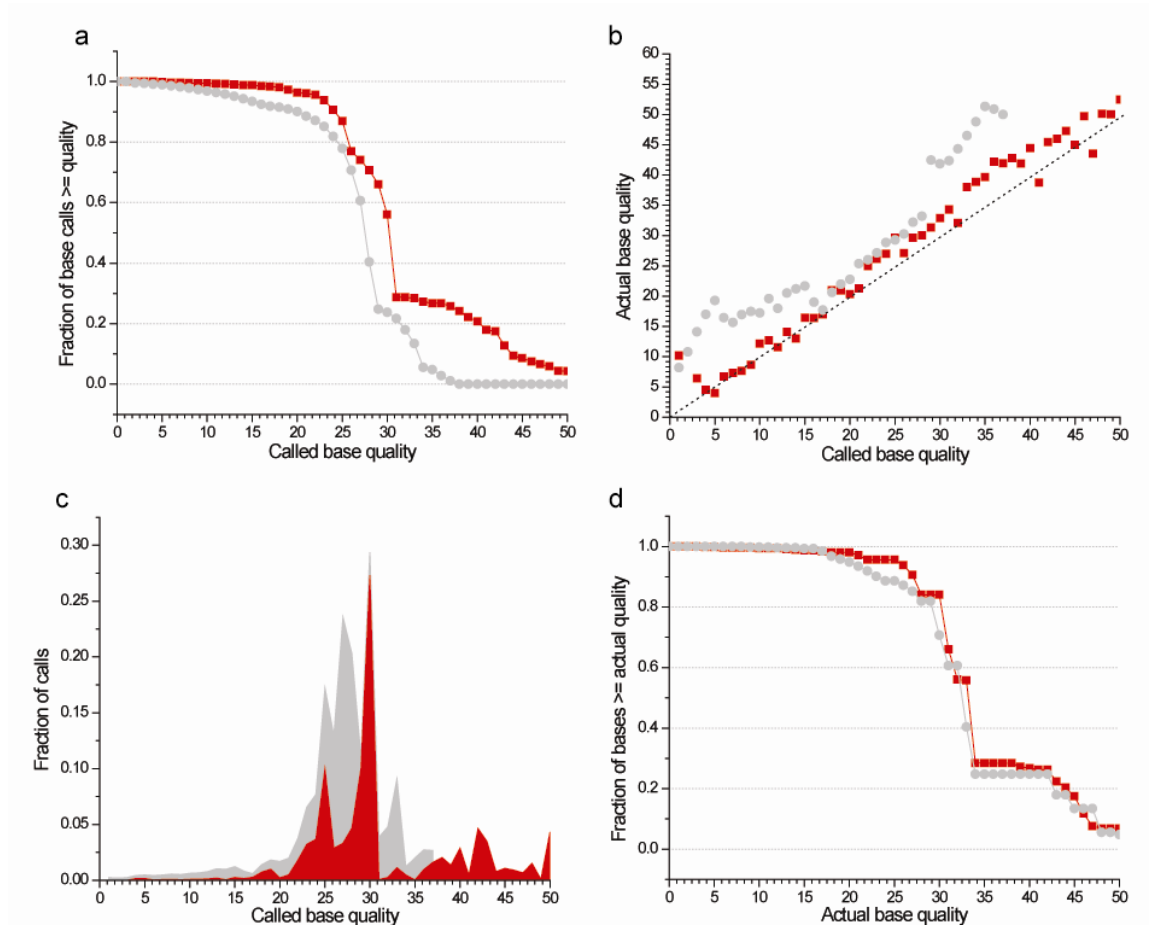 a
Fraction of base calls >= quality
1.0
0.8
0.6
0.4
0.2
0.0
0 5 10 15 20 25 30 35 40 45 50
Called base quality
b
Actual base quality
60
55
50
45
40
35
30
25
20
15
10
5
0
0 5 10 15 20 25 30 35 40 45 50
Called base quality
c
Fraction of calls
0.30
0.25
0.20
0.15
0.10
0.05
0.00
0 5 10 15 20 25 30 35 40 45 50
Called base quality
d
Fraction of bases >= actual quality
1.0
0.8
0.6
0.4
0.2
0.0
0 5 10 15 20 25 30 35 40 45 50
Actual base quality